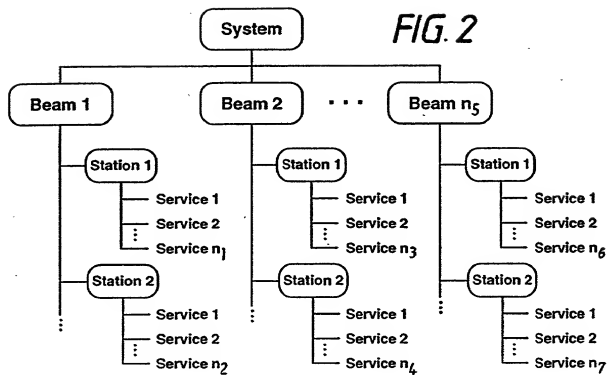 System
FIG. 2
Beam 1
Beam 2
...
Beam n5
Station 1
Service 1
Service 2
Service n1
Station 2
Service 1
Service 2
Service n2
Station 1
Service 1
Service 2
Service n3
Station 2
Service 1
Service 2
Service n4
Station 1
Service 1
Service 2
Service n6
Station 2
Service 1
Service 2
Service n7